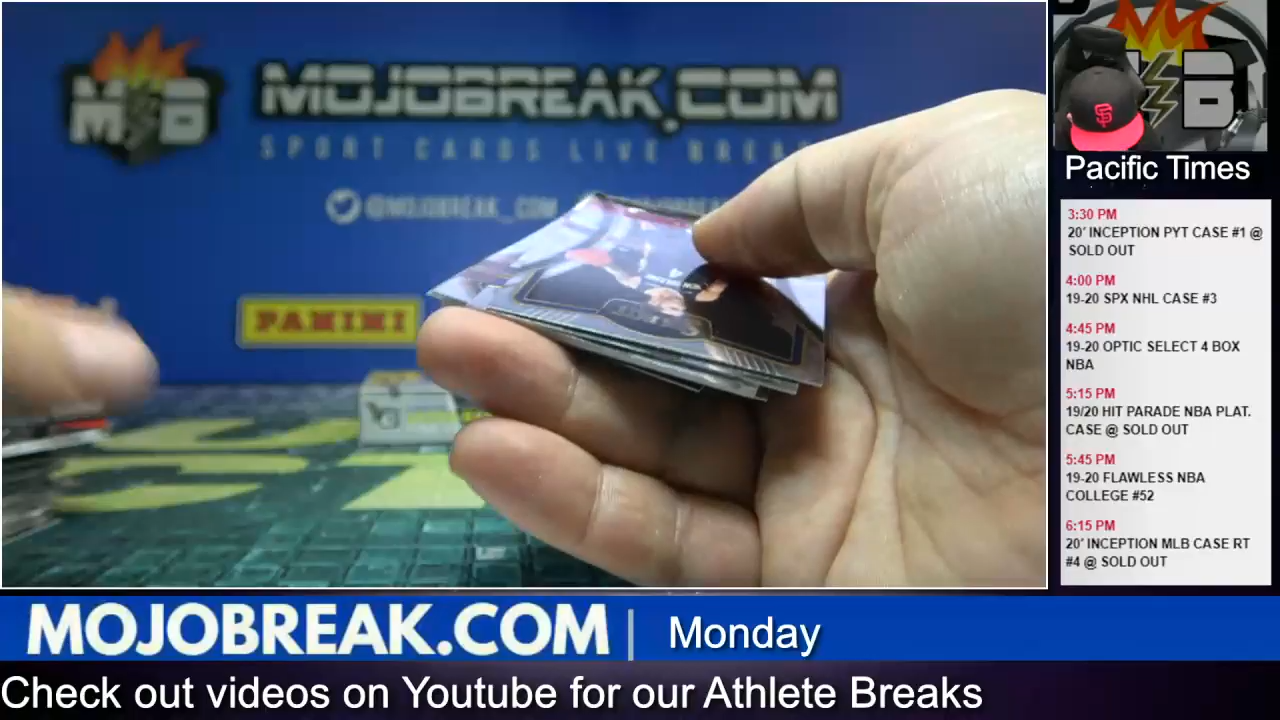 MOJOBREAK.COM
SPORT CARDS LIVE BREAK
@MOJOBREAK_COM
PANINI
M B
B
Pacific Times
3:30 PM
20' INCEPTION PYT CASE #1 @
SOLD OUT
4:00 PM
19-20 SPX NHL CASE #3
4:45 PM
19-20 OPTIC SELECT 4 BOX
NBA
5:15 PM
19/20 HIT PARADE NBA PLAT.
CASE @ SOLD OUT
5:45 PM
19-20 FLAWLESS NBA
COLLEGE #52
6:15 PM
20' INCEPTION MLB CASE RT
#4 @ SOLD OUT
MOJOBREAK.COM | Monday
Check out videos on Youtube for our Athlete Breaks